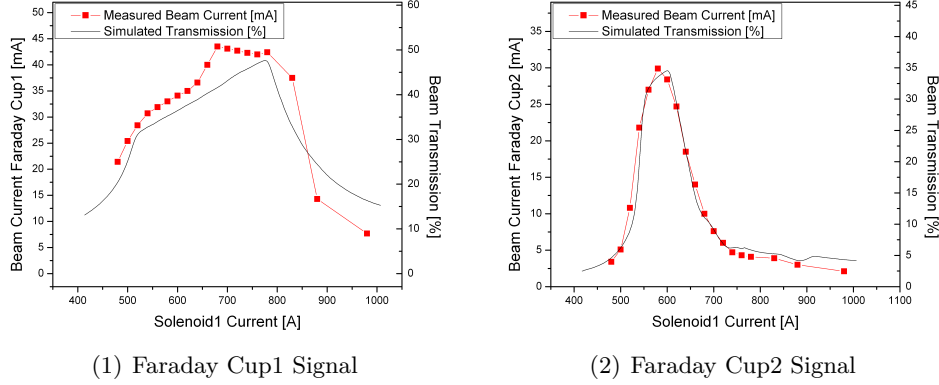 Measured Beam Current [mA]
Simulated Transmission [%]
Beam Current Faraday Cup1 [mA]
50
45
40
35
30
25
20
15
10
5
0
60
50
40
30
20
10
0
Beam Transmission [%]
400 500 600 700 800 900 1000
Solenoid1 Current [A]
(1) Faraday Cup1 Signal
Measured Beam Current [mA]
Simulated Transmission [%]
Beam Current Faraday Cup2 [mA]
35
30
25
20
15
10
5
0
45
40
35
30
25
20
15
10
5
0
Beam Transmission [%]
400 500 600 700 800 900 1000 1100
Solenoid1 Current [A]
(2) Faraday Cup2 Signal